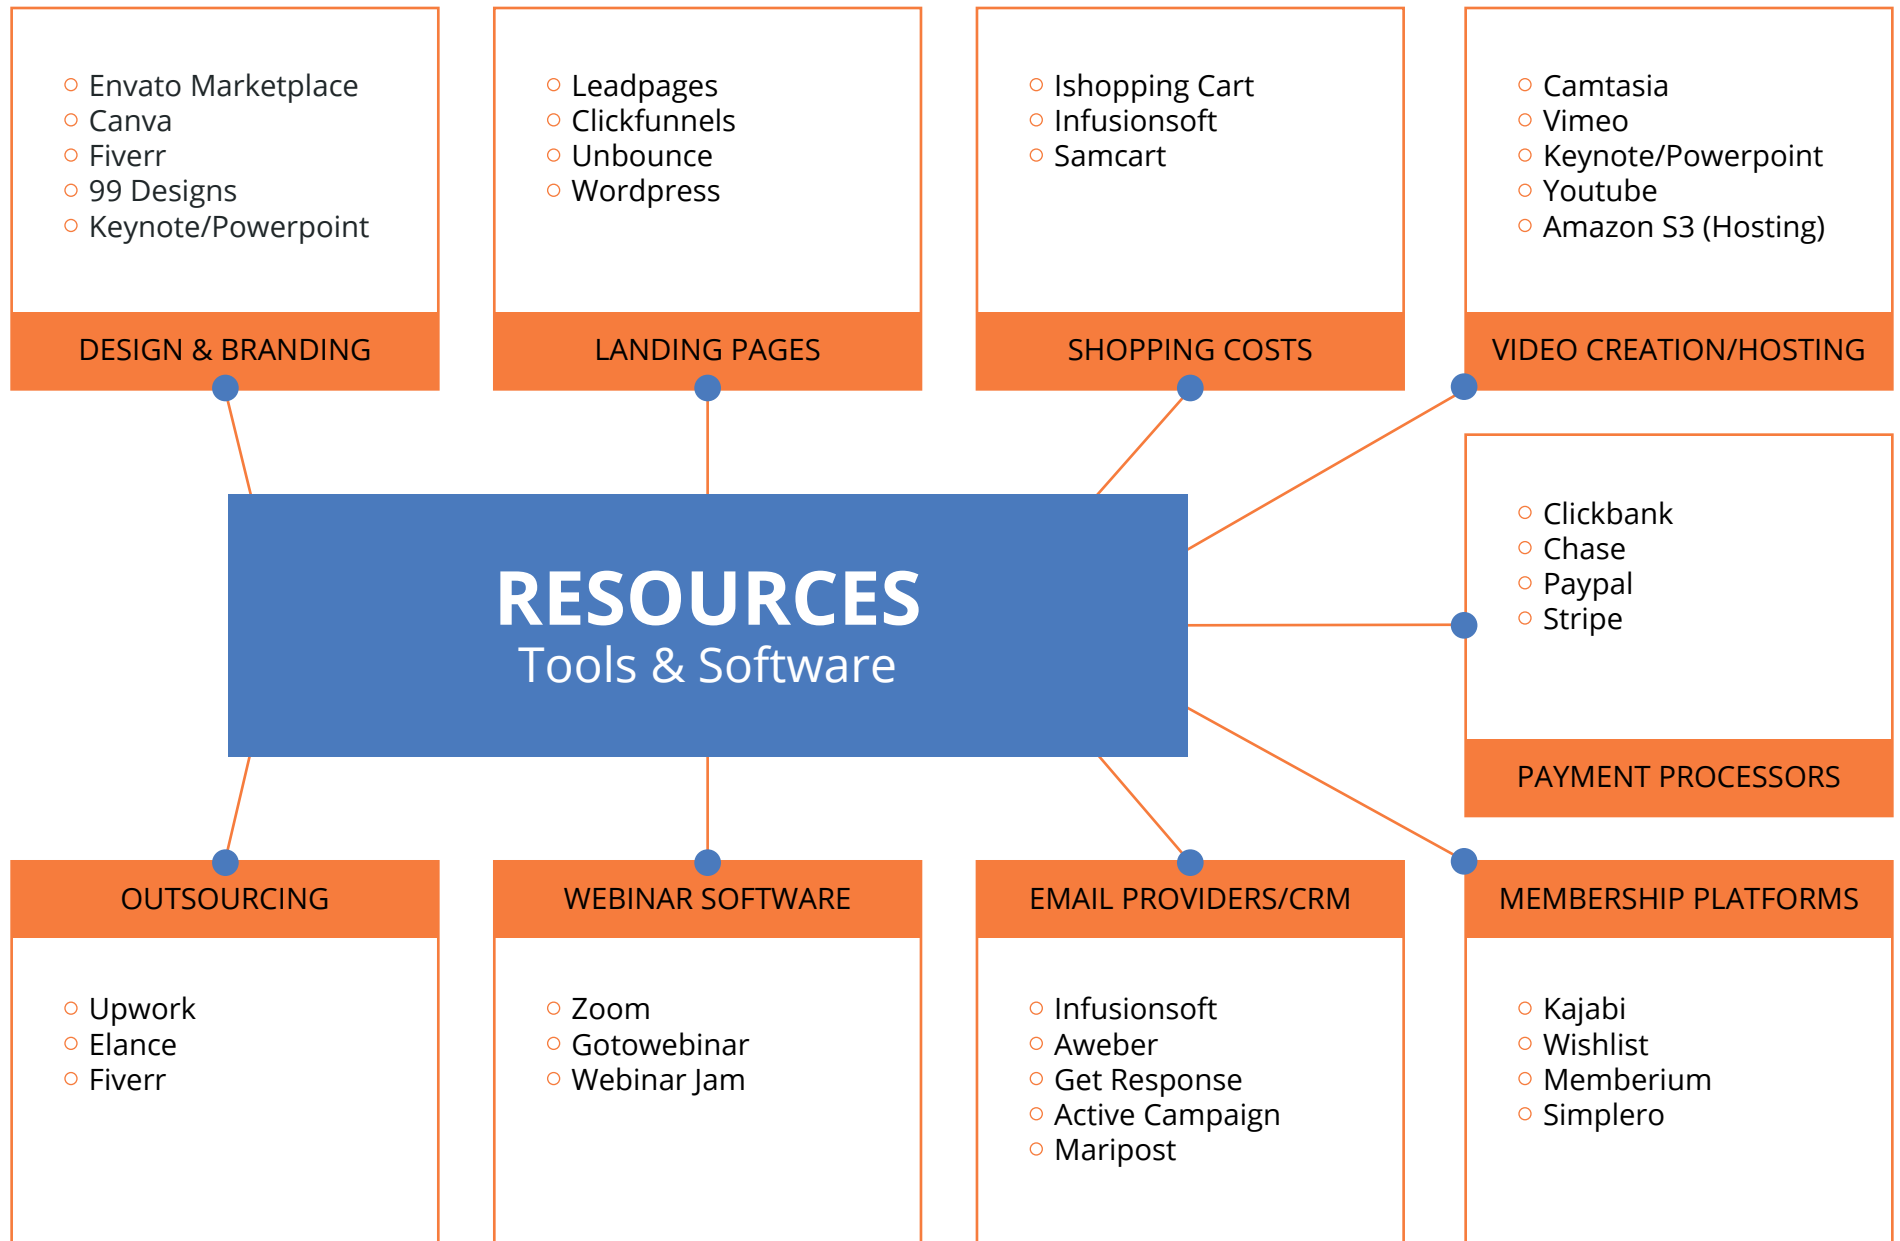 Envato Marketplace
Canva
Fiverr
99 Designs
Keynote/Powerpoint
DESIGN & BRANDING
Leadpages
Clickfunnels
Unbounce
Wordpress
LANDING PAGES
Ishopping Cart
Infusionsoft
Samcart
SHOPPING COSTS
Camtasia
Vimeo
Keynote/Powerpoint
Youtube
Amazon S3 (Hosting)
VIDEO CREATION/HOSTING
RESOURCES
Tools & Software
Clickbank
Chase
Paypal
Stripe
PAYMENT PROCESSORS
OUTSOURCING
Upwork
Elance
Fiverr
WEBINAR SOFTWARE
Zoom
Gotowebinar
Webinar Jam
EMAIL PROVIDERS/CRM
Infusionsoft
Aweber
Get Response
Active Campaign
Maripost
MEMBERSHIP PLATFORMS
Kajabi
Wishlist
Memberium
Simplero